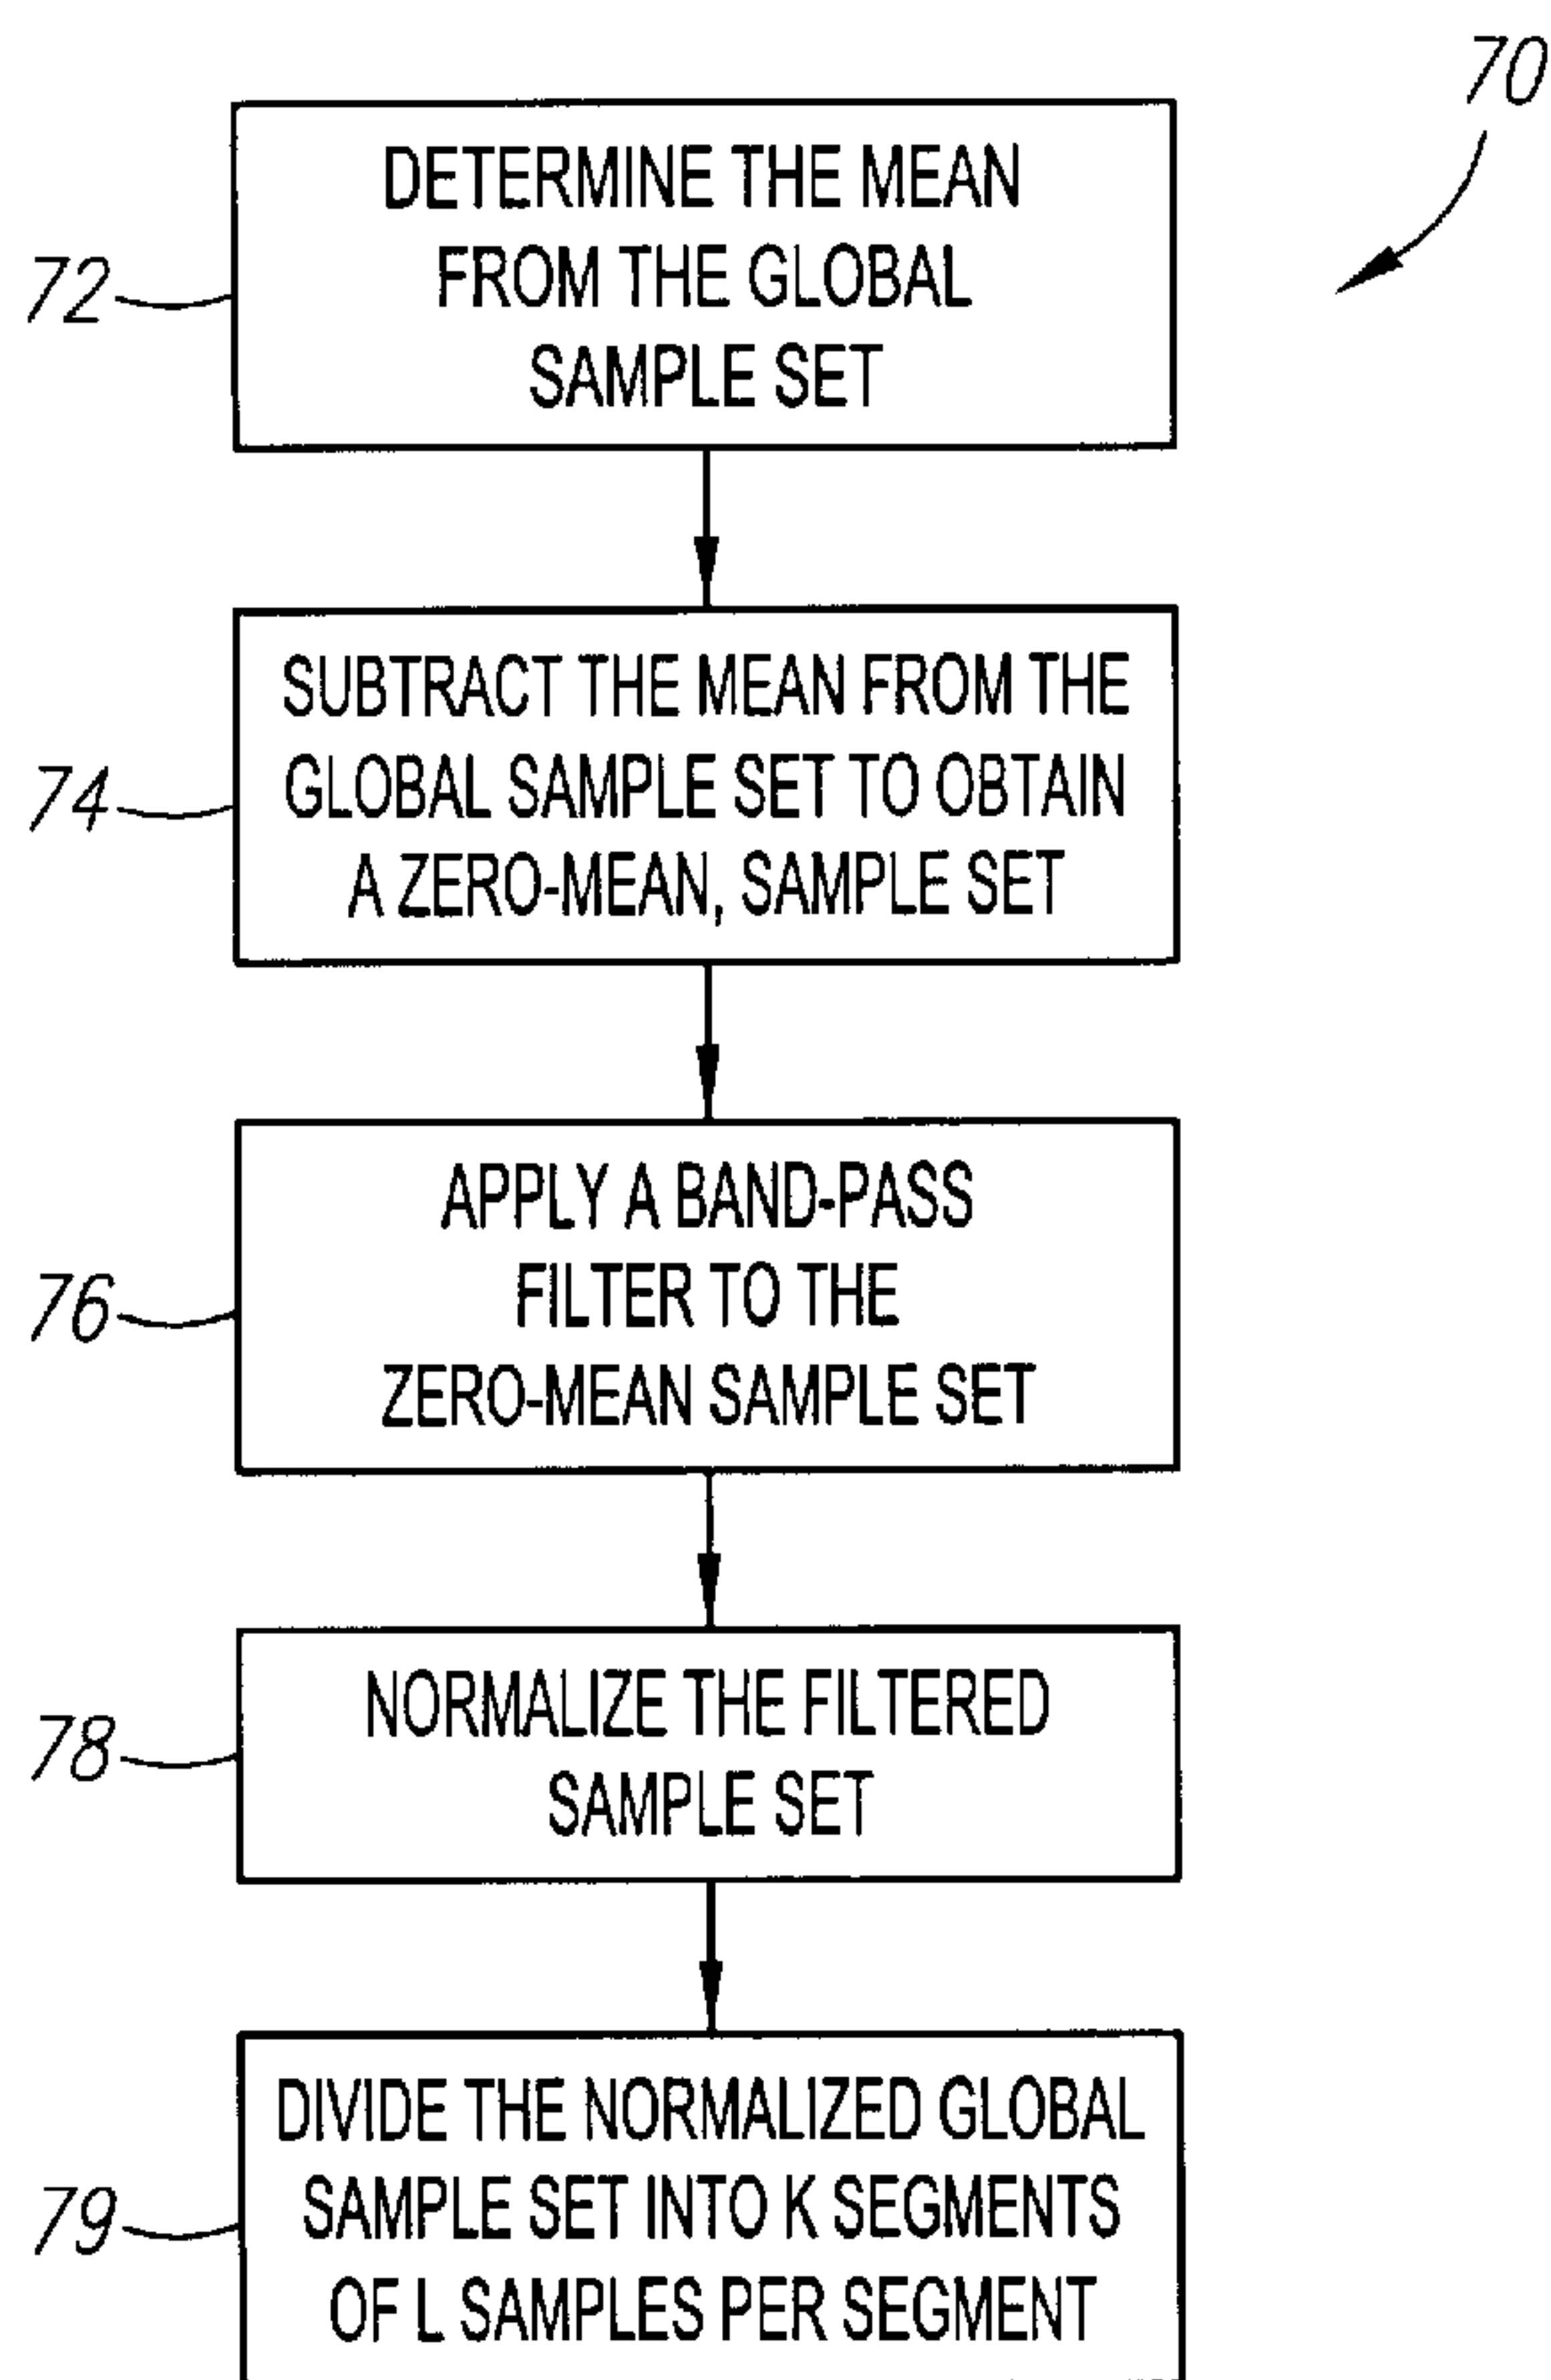 70
72
DETERMINE THE MEAN
FROM THE GLOBAL
SAMPLE SET
74
SUBTRACT THE MEAN FROM THE
GLOBAL SAMPLE SET TO OBTAIN
A ZERO-MEAN, SAMPLE SET
76
APPLY A BAND-PASS
FILTER TO THE
ZERO-MEAN SAMPLE SET
78
NORMALIZE THE FILTERED
SAMPLE SET
79
DIVIDE THE NORMALIZED GLOBAL
SAMPLE SET INTO K SEGMENTS
OF L SAMPLES PER SEGMENT